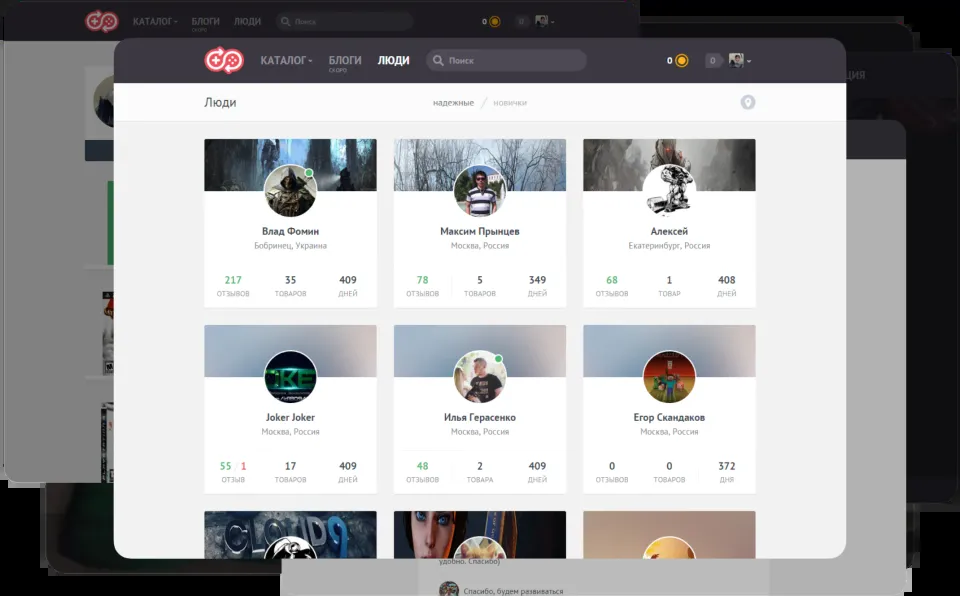 КАТАЛОГ БЛОГИ ЛЮДИ Поиск 0
СКОРО
КАТАЛОГ БЛОГИ ЛЮДИ Поиск 0 0
СКОРО
ЦИЯ
Люди надежные / новички
Влад Фомин
Бобринец, Украина
217 35 409
ОТЗЫВОВ ТОВАРОВ ДНЕЙ
Максим Прынцев
Москва, Россия
78 5 349
ОТЗЫВОВ ТОВАРОВ ДНЕЙ
Алексей
Екатеринбург, Россия
68 1 408
ОТЗЫВОВ ТОВАР ДНЕЙ
Joker Joker
Москва, Россия
55 1 17 409
ОТЗЫВ ТОВАРОВ ДНЕЙ
Илья Герасенко
Москва, Россия
48 2 409
ОТЗЫВОВ ТОВАРА ДНЕЙ
Егор Скандаков
Москва, Россия
0 0 372
ОТЗЫВОВ ТОВАРОВ ДНЯ
CLOUD9
удобно. Спасибо)
Спасибо, будем развиваться